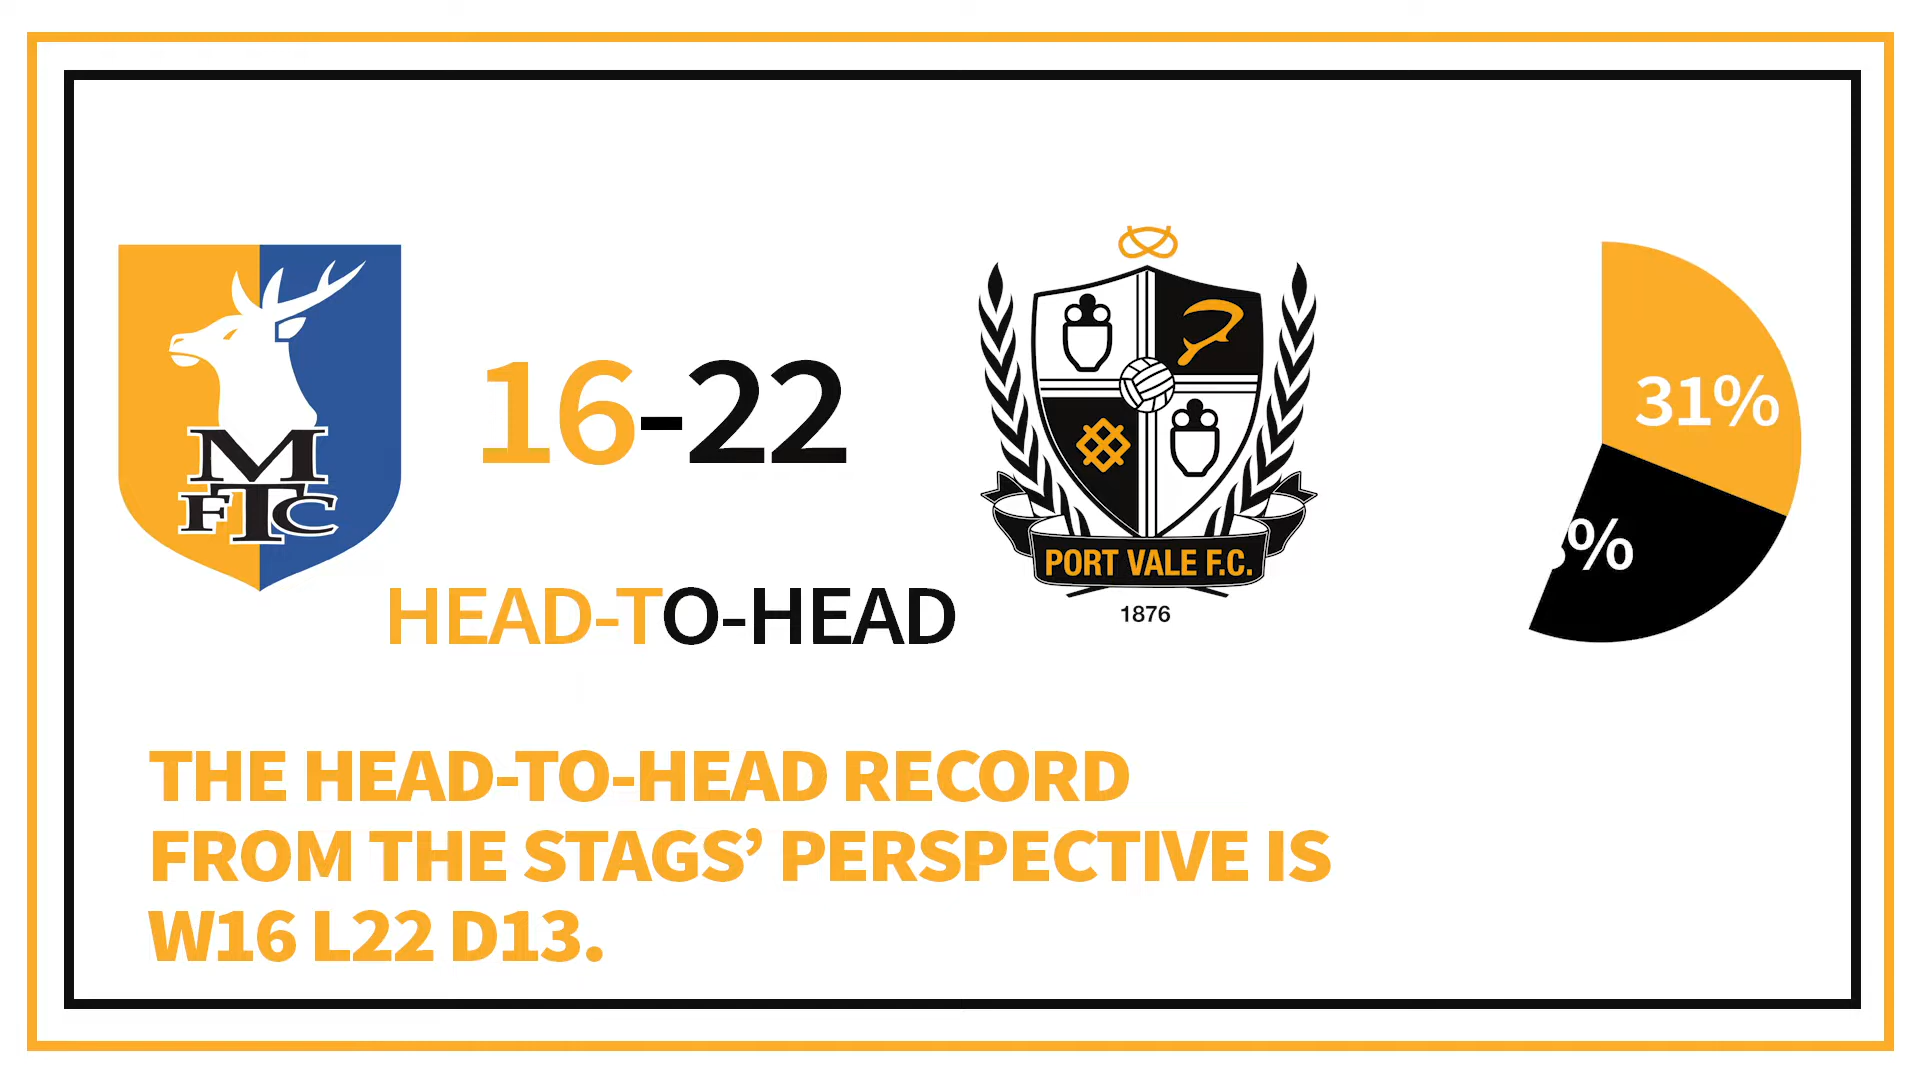 M
FTC
16-22
HEAD-TO-HEAD
PORT VALE F.C.
1876
31%
%
THE HEAD-TO-HEAD RECORD
FROM THE STAGS’ PERSPECTIVE IS
W16 L22 D13.